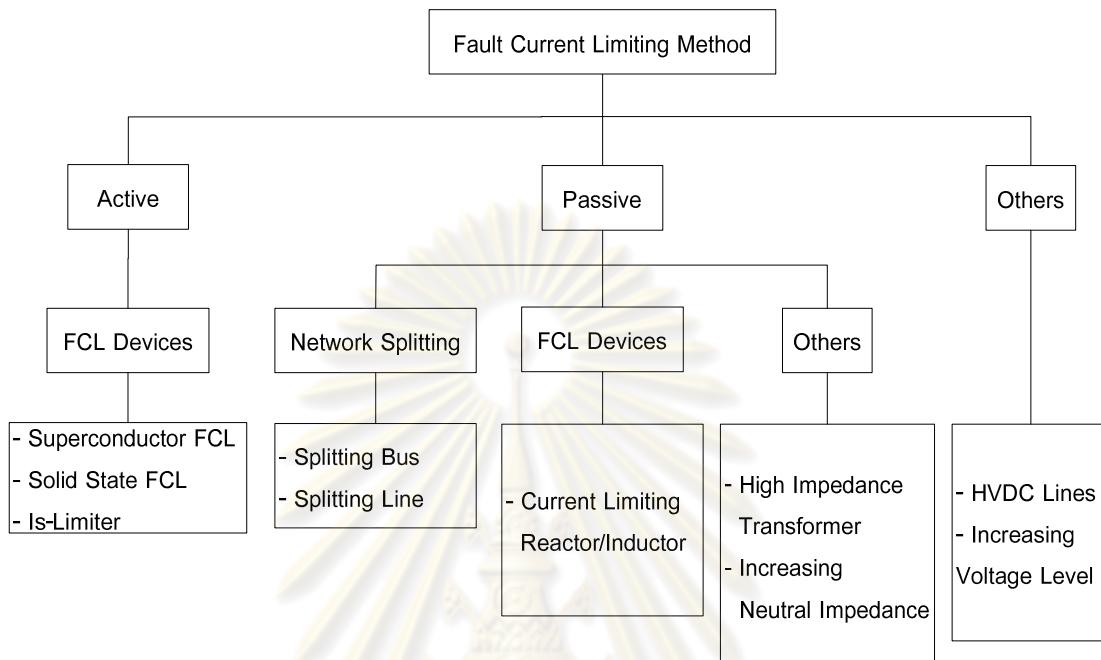 Fault Current Limiting Method
Active
Passive
Others
FCL Devices
Network Splitting
FCL Devices
Others
- Superconductor FCL
- Solid State FCL
- Is-Limiter
- Splitting Bus
- Splitting Line
- Current Limiting
Reactor/Inductor
- High Impedance
Transformer
- Increasing
Neutral Impedance
- HVDC Lines
- Increasing
Voltage Level